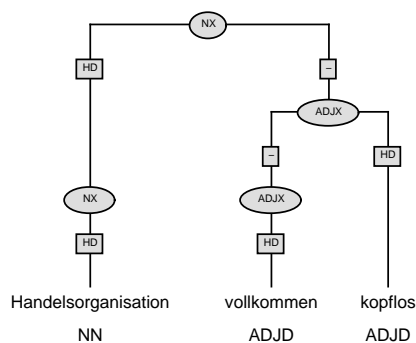 NX
HD –
ADJX
– HD
NX ADJX
HD HD
Handelsorganisation vollkommen kopflos
NN ADJD ADJD